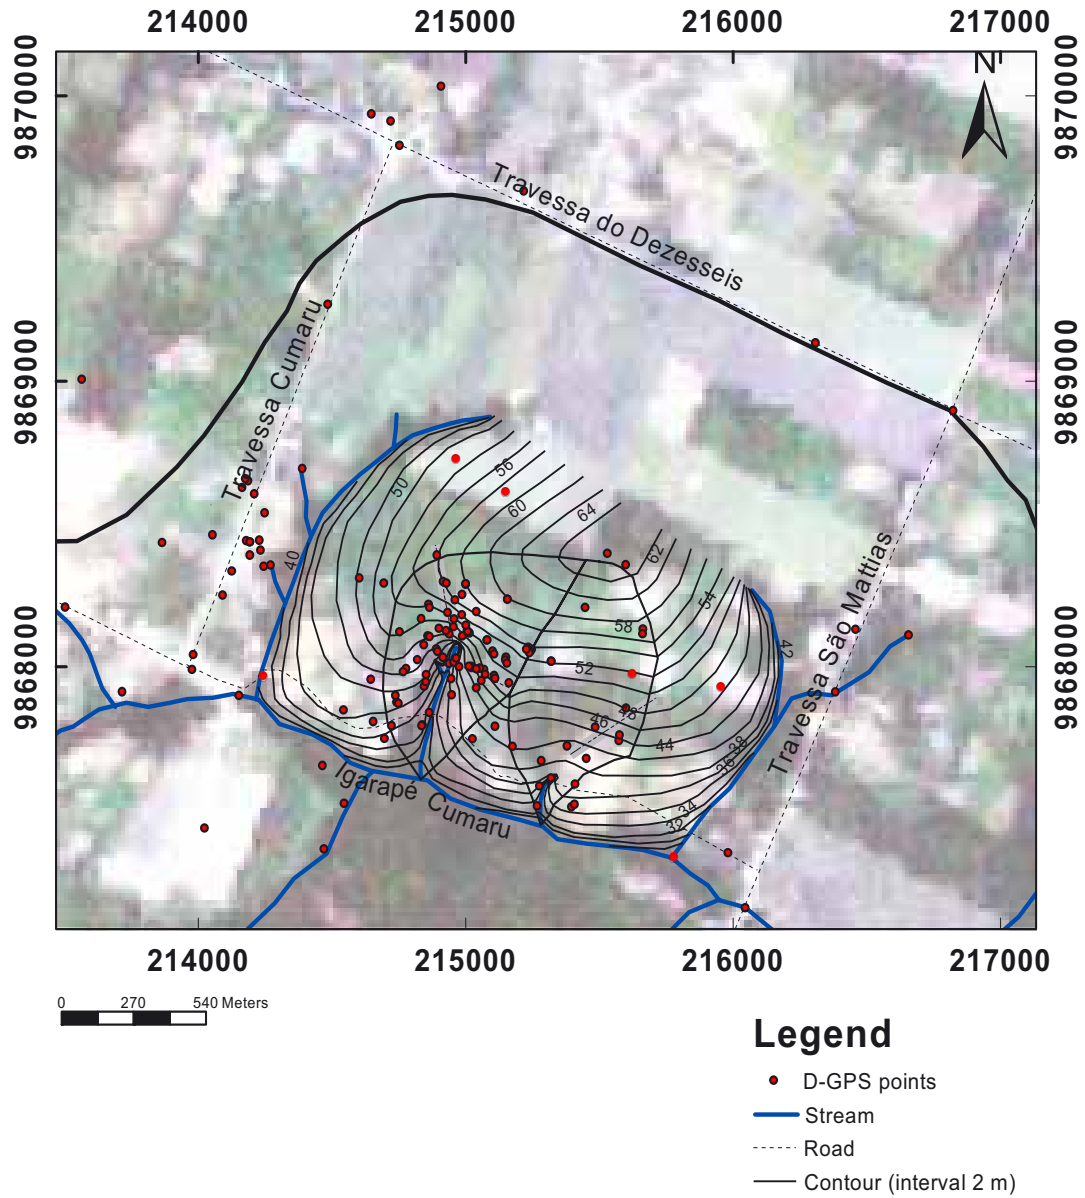 214000 215000 216000 217000
9870000
9870000
N
Travessa do Dezesseis
Travessa Cumaru
9869000
9869000
50
56
60
64
62
40
54
58
52
42
Travessa São Mattias
9868000
9868000
48
46
44
38
36
34
32
Igarapé Cumaru
214000 215000 216000 217000
0 270 540 Meters
Legend
D-GPS points
Stream
Road
Contour (interval 2 m)